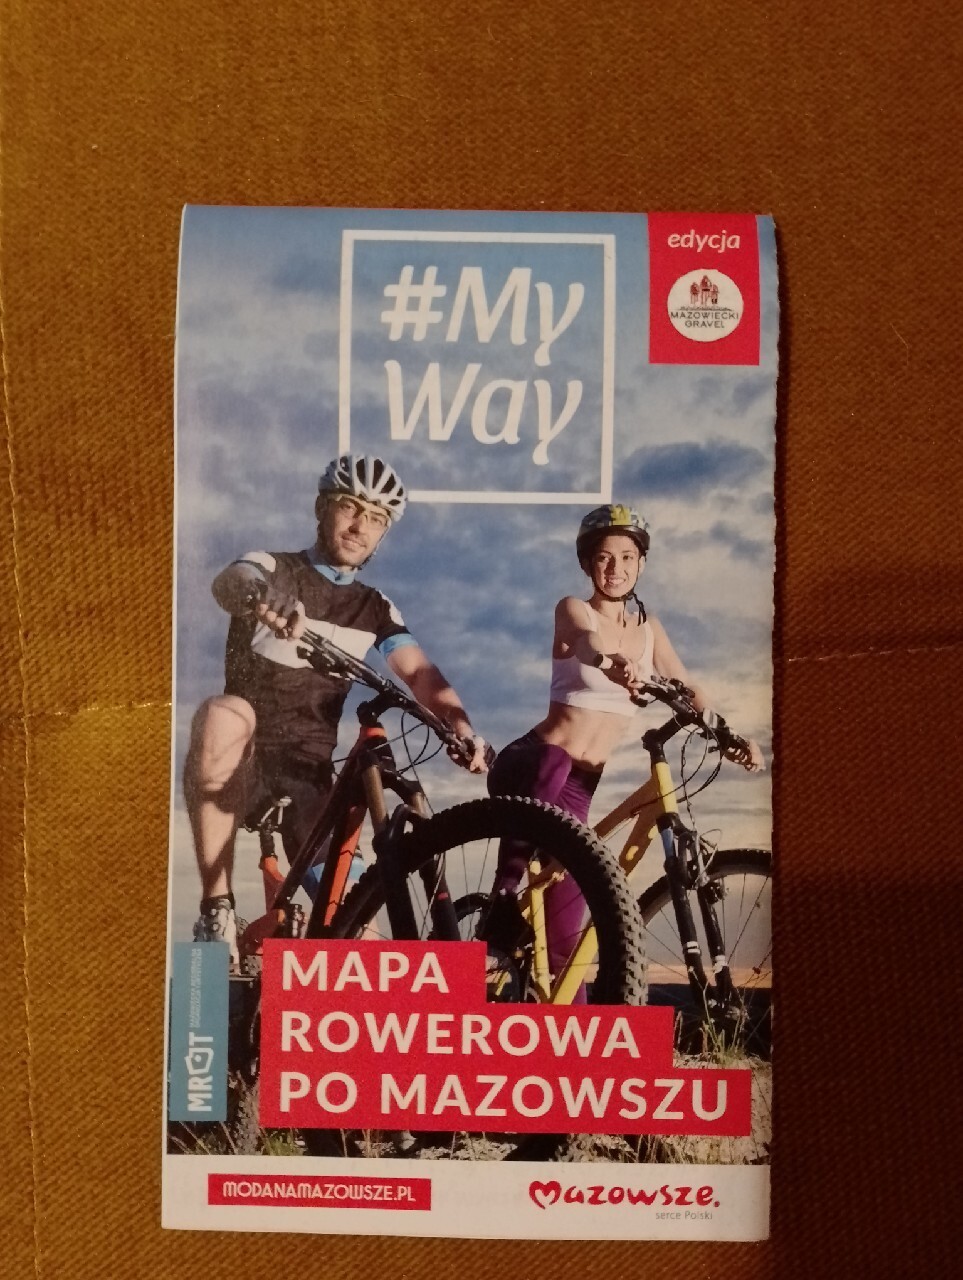 edycja
MAZOWIECKI
GRAVEL
#My
Way
MAPA
ROWEROWA
PO MAZOWSZU
MROT
MODANAMAZOWSZE.PL
Mazowsze.
serce Polski